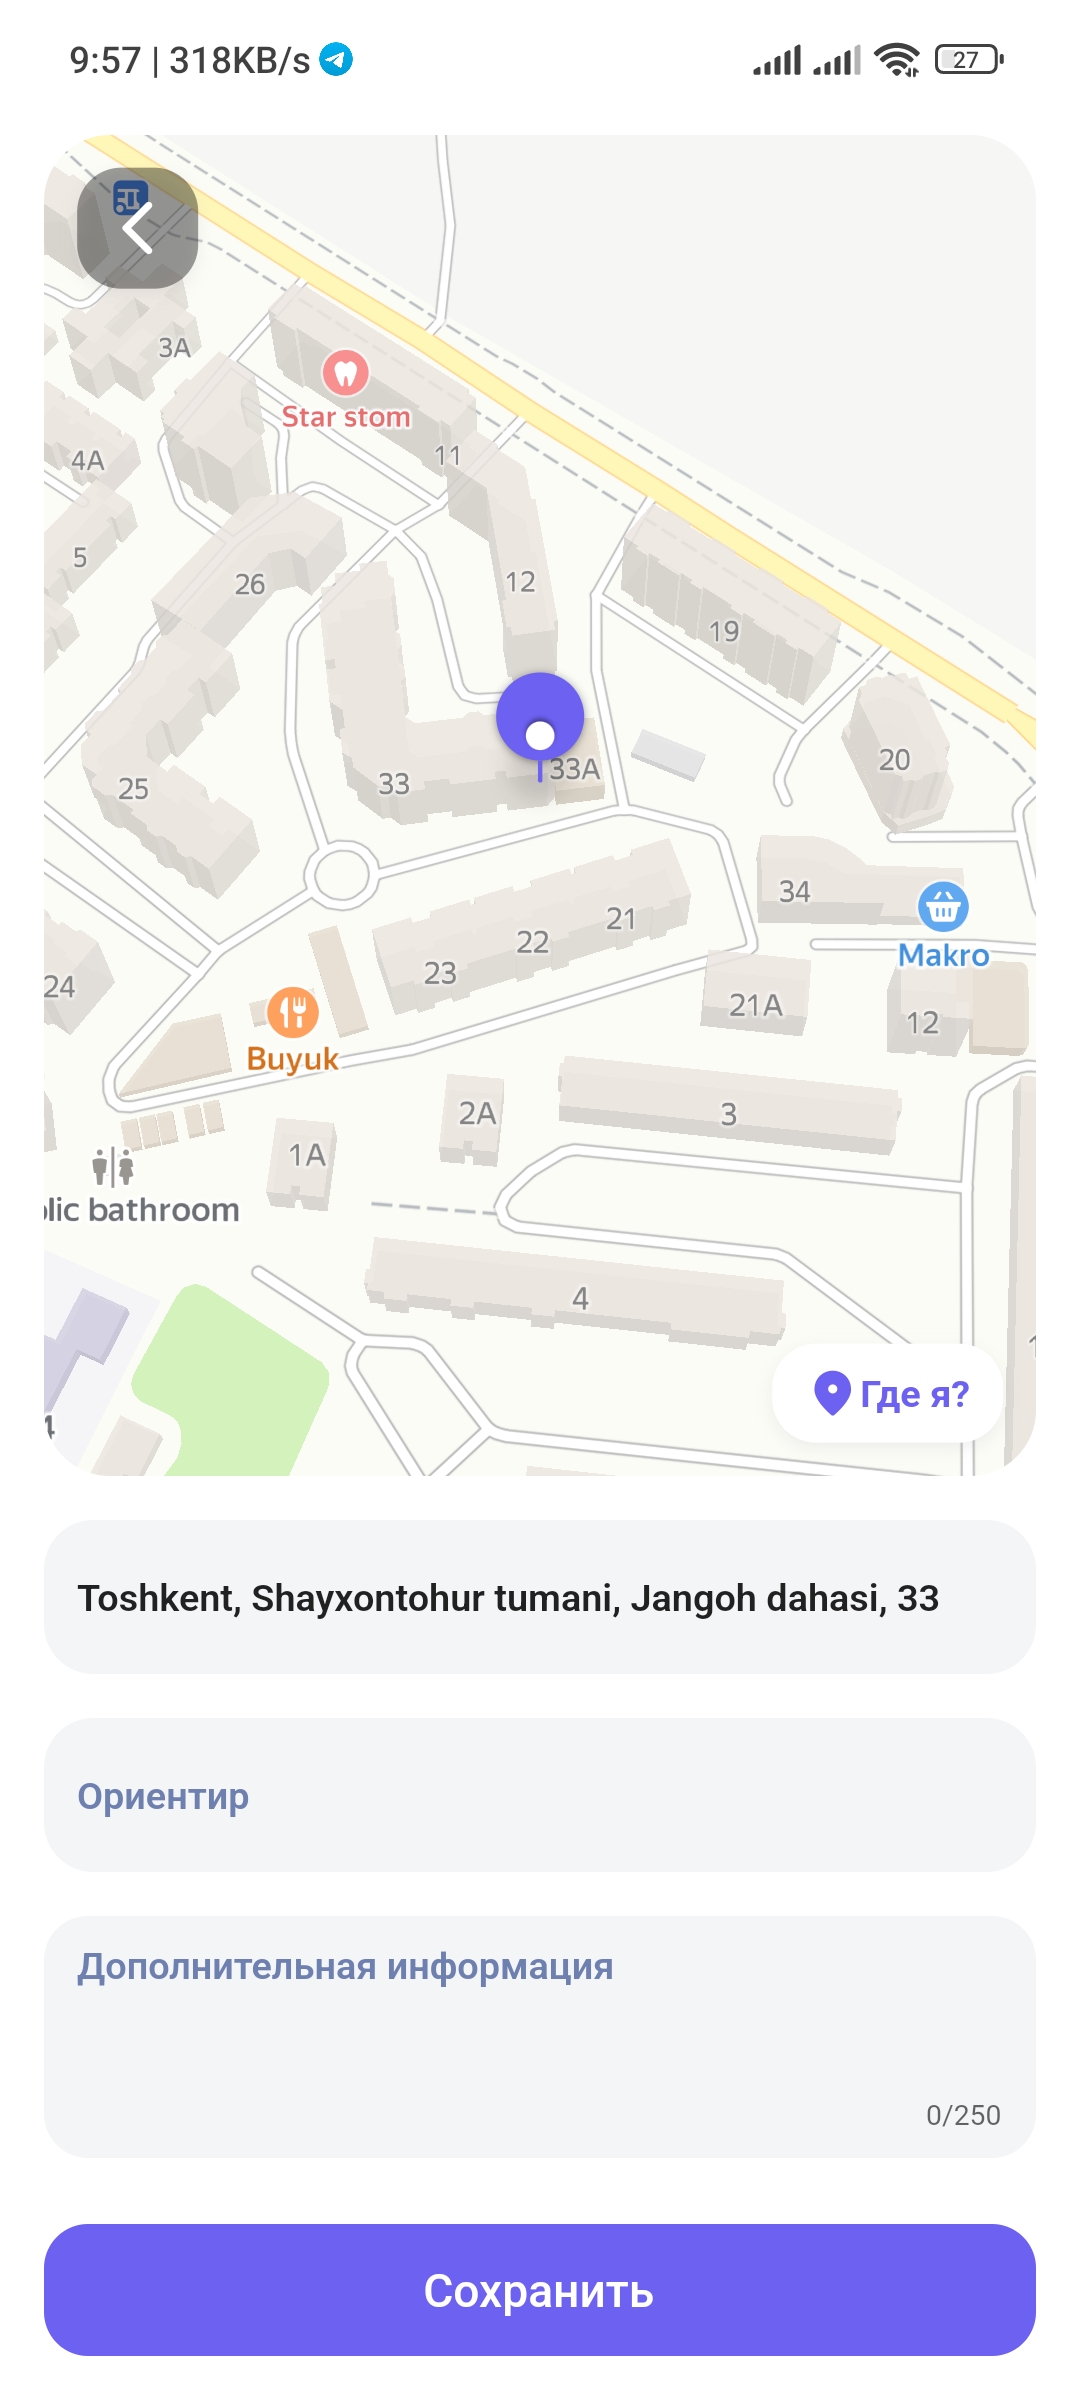 9:57 | 318KB/s
27
3A
Star stom
11
4A
5
26
12
19
33A
20
33
25
34
21
Makro
22
23
24
21A
12
Buyuk
2A
3
1A
lic bathroom
4
Где я?
Toshkent, Shayxontohur tumani, Jangoh dahasi, 33
Ориентир
Дополнительная информация
0/250
Сохранить